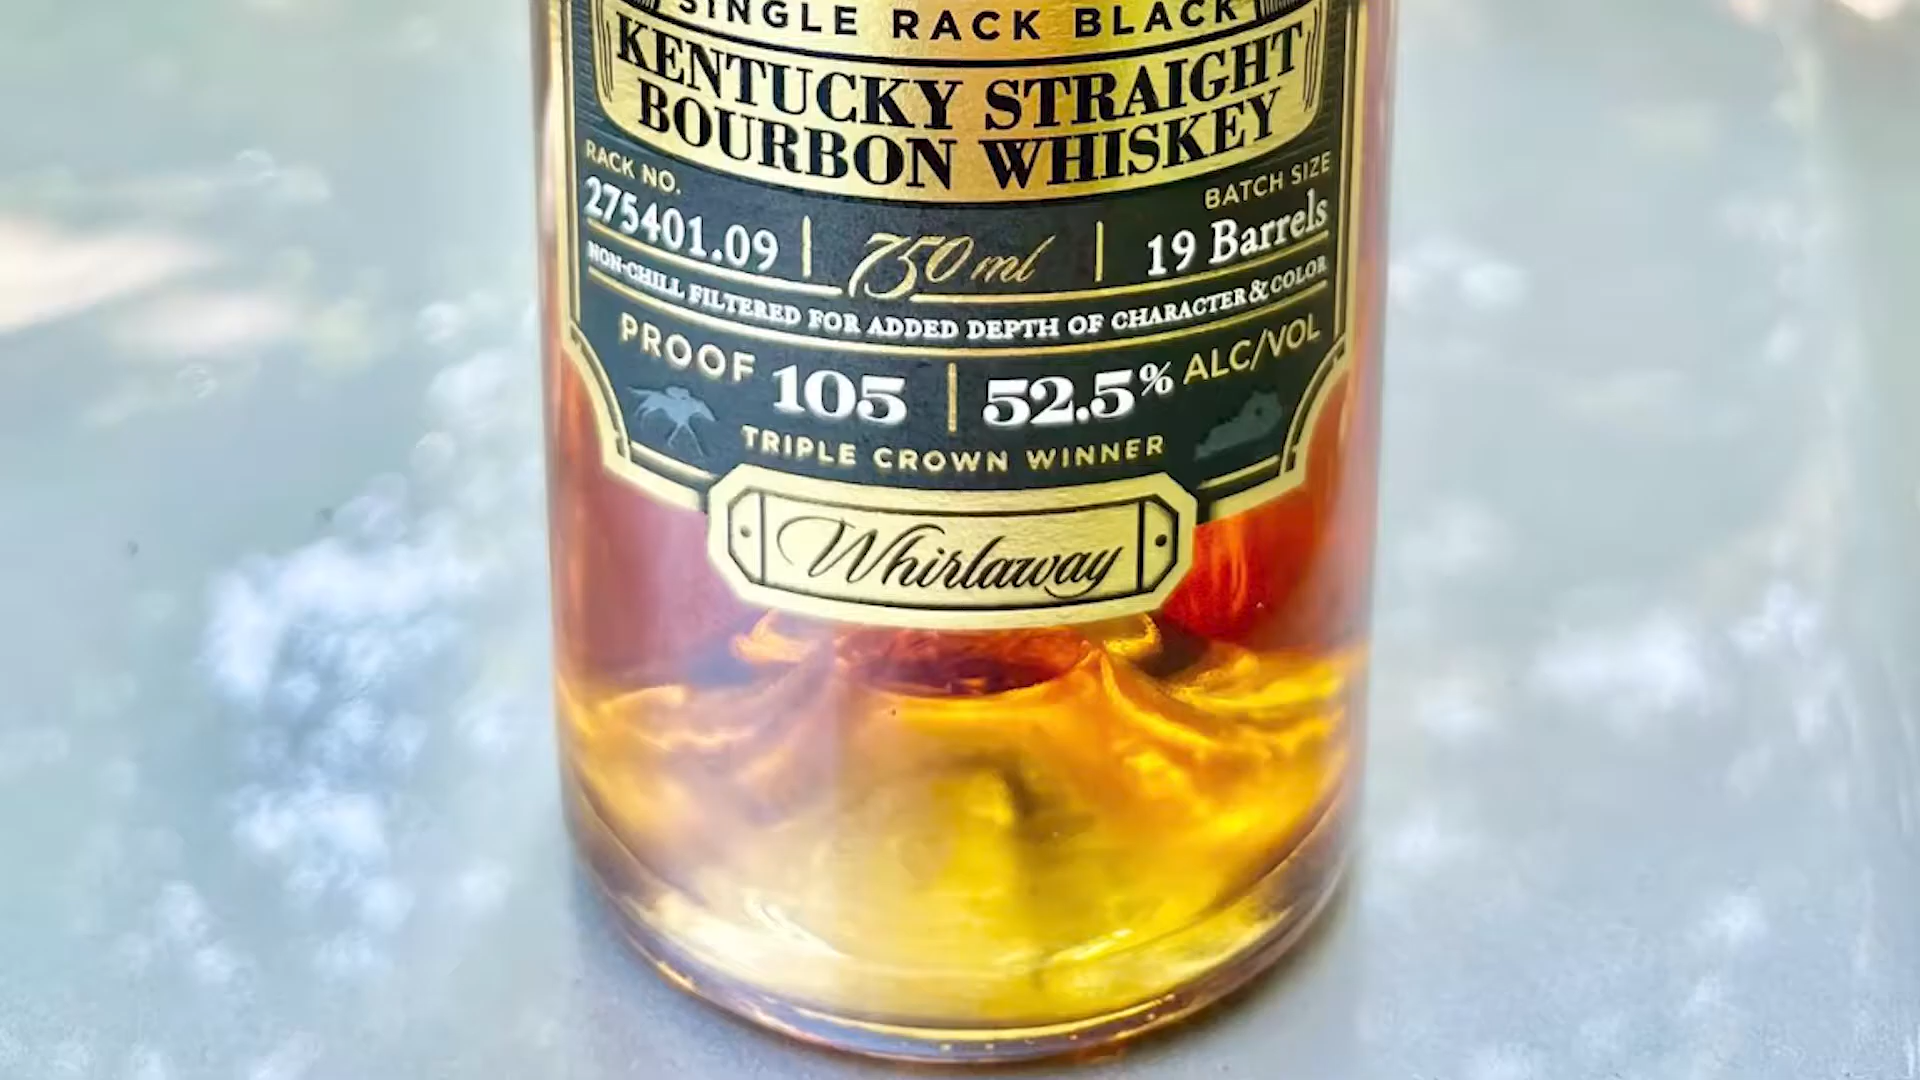 SINGLE RACK BLACK
KENTUCKY STRAIGHT
BOURBON WHISKEY
RACK NO.
275401.09
750 ml
BATCH SIZE
19 Barrels
NON-CHILL FILTERED FOR ADDED DEPTH OF CHARACTER & COLOR
PROOF 105 52.5% ALC/VOL
TRIPLE CROWN WINNER
Whirlaway